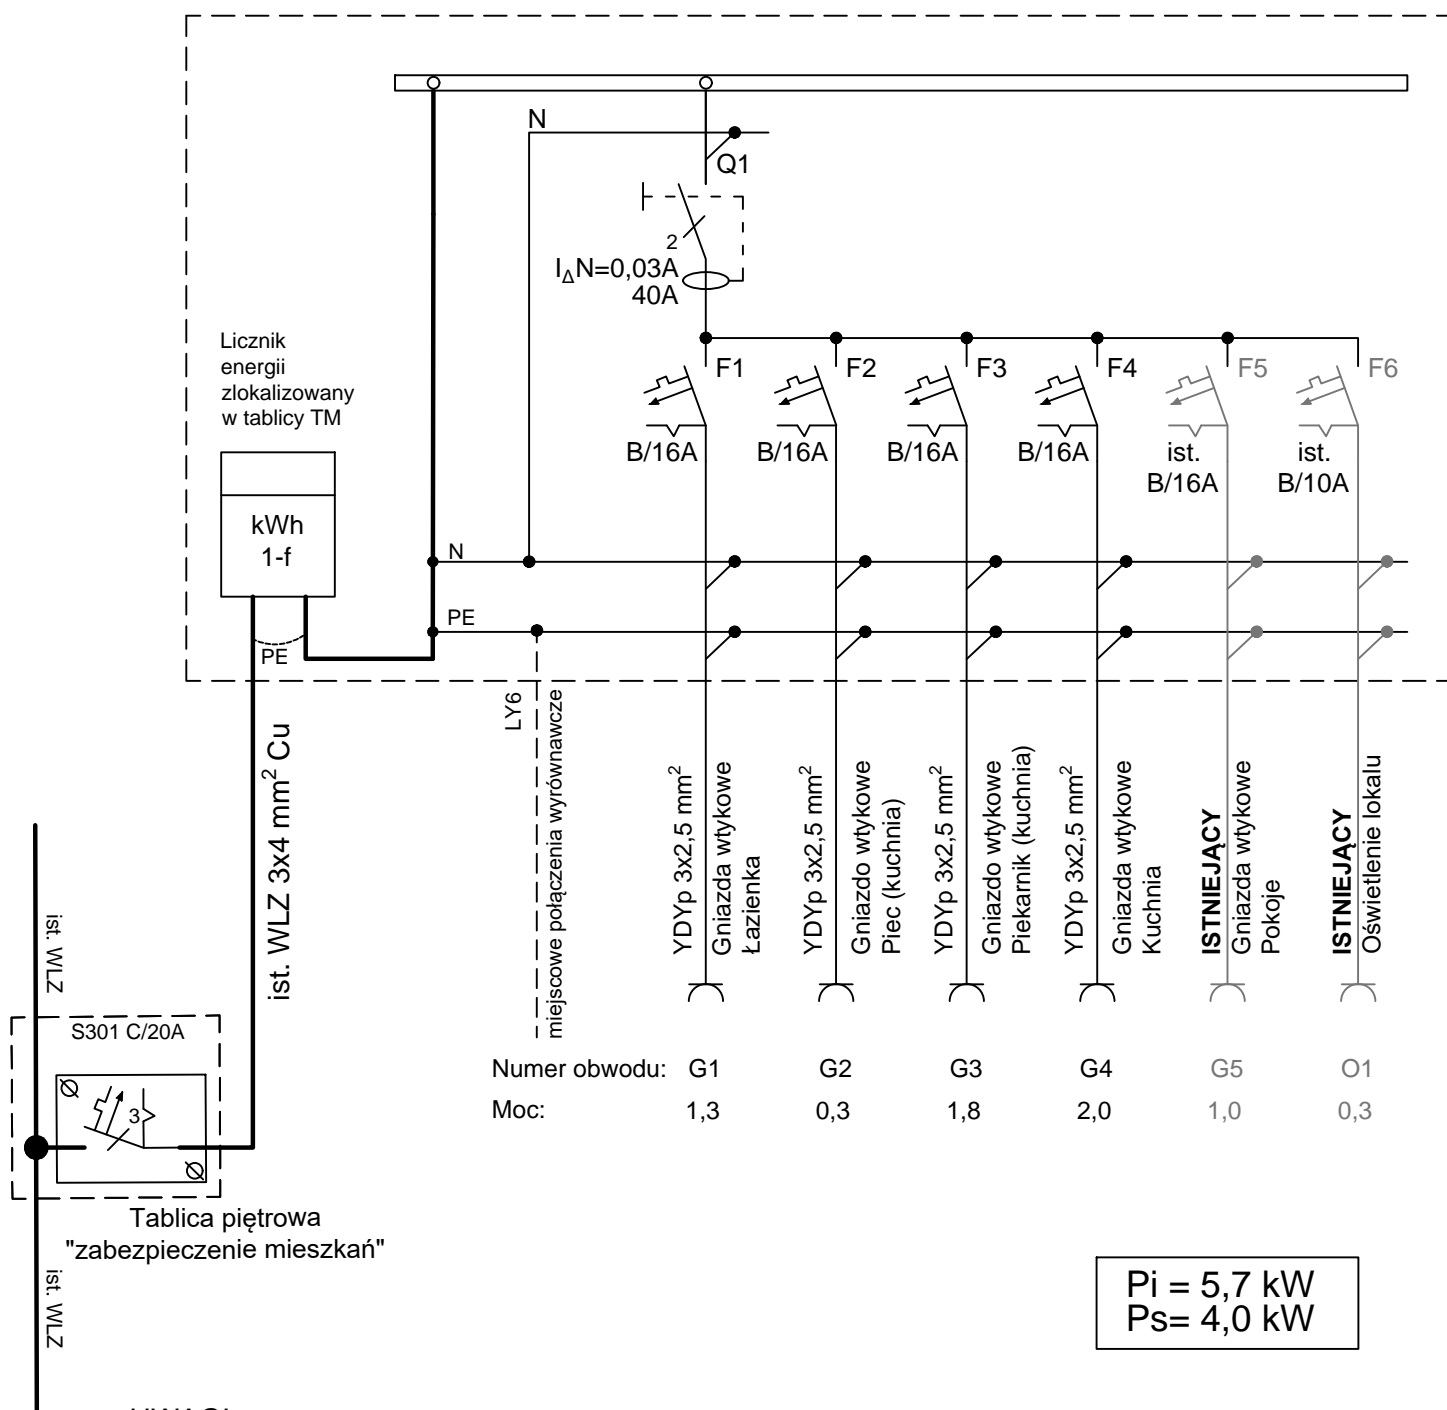 N
Q1
2
I∆N=0,03A
40A
Licznik
energii
zlokalizowany
w tablicy TM
kWh
1-f
F1
F2
F3
F4
F5
F6
B/16A
B/16A
B/16A
B/16A
ist.
B/16A
ist.
B/10A
N
PE
PE
LY6
miejscowe połączenia wyrównawcze
ist. WLZ 3x4 mm² Cu
YDYp 3x2,5 mm²
Gniazda wtykowe
Łazienka
YDYp 3x2,5 mm²
Gniazdo wtykowe
Piec (kuchnia)
YDYp 3x2,5 mm²
Gniazdo wtykowe
Piekarnik (kuchnia)
YDYp 3x2,5 mm²
Gniazda wtykowe
Kuchnia
ISTNIEJĄCY
Gniazda wtykowe
Pokoje
ISTNIEJĄCY
Oświetlenie lokalu
ist. WLZ
S301 C/20A
3
Tablica piętrowa
"zabezpieczenie mieszkań"
ist. WLZ
Numer obwodu: G1 G2 G3 G4 G5 O1
Moc: 1,3 0,3 1,8 2,0 1,0 0,3
Pi = 5,7 kW
Ps= 4,0 kW